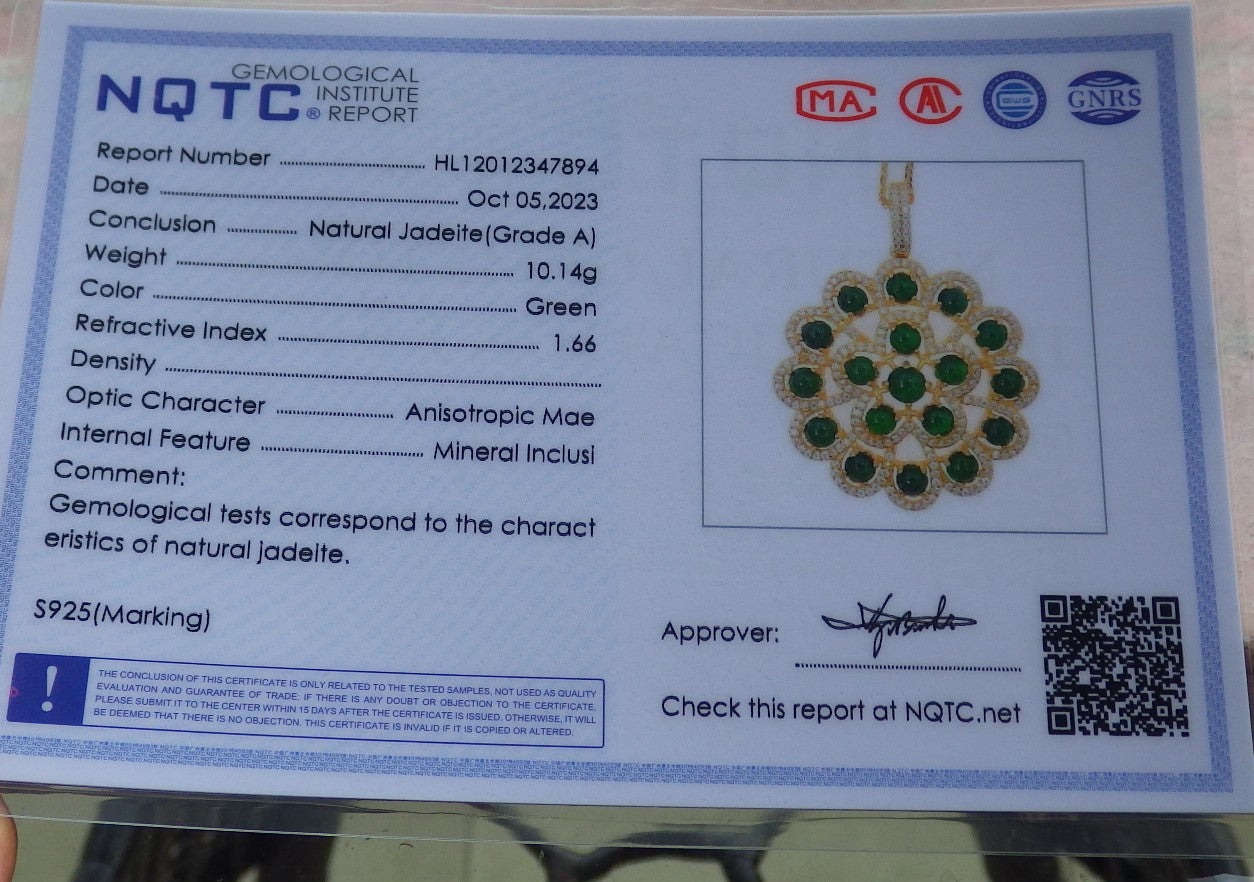 NQTC® GEMOLOGICAL
INSTITUTE
REPORT
MA
GWG
GNRS
Report Number HL12012347894
Date Oct 05,2023
Conclusion Natural Jadeite(Grade A)
Weight 10.14g
Color Green
Refractive Index 1.66
Density
Optic Character Anisotropic Mae
Internal Feature Mineral Inclusi
Comment:
Gemological tests correspond to the charact
eristics of natural jadeite.
S925(Marking)
! THE CONCLUSION OF THIS CERTIFICATE IS ONLY RELATED TO THE TESTED SAMPLES, NOT USED AS QUALITY
EVALUATION AND GUARANTEE OF TRADE; IF THERE IS ANY DOUBT OR OBJECTION TO THE CERTIFICATE.
PLEASE SUBMIT IT TO THE CENTER WITHIN 15 DAYS AFTER THE CERTIFICATE IS ISSUED. OTHERWISE, IT WILL
BE DEEMED THAT THERE IS NO OBJECTION. THIS CERTIFICATE IS INVALID IF IT IS COPIED OR ALTERED.
Approver:
Check this report at NQTC.net